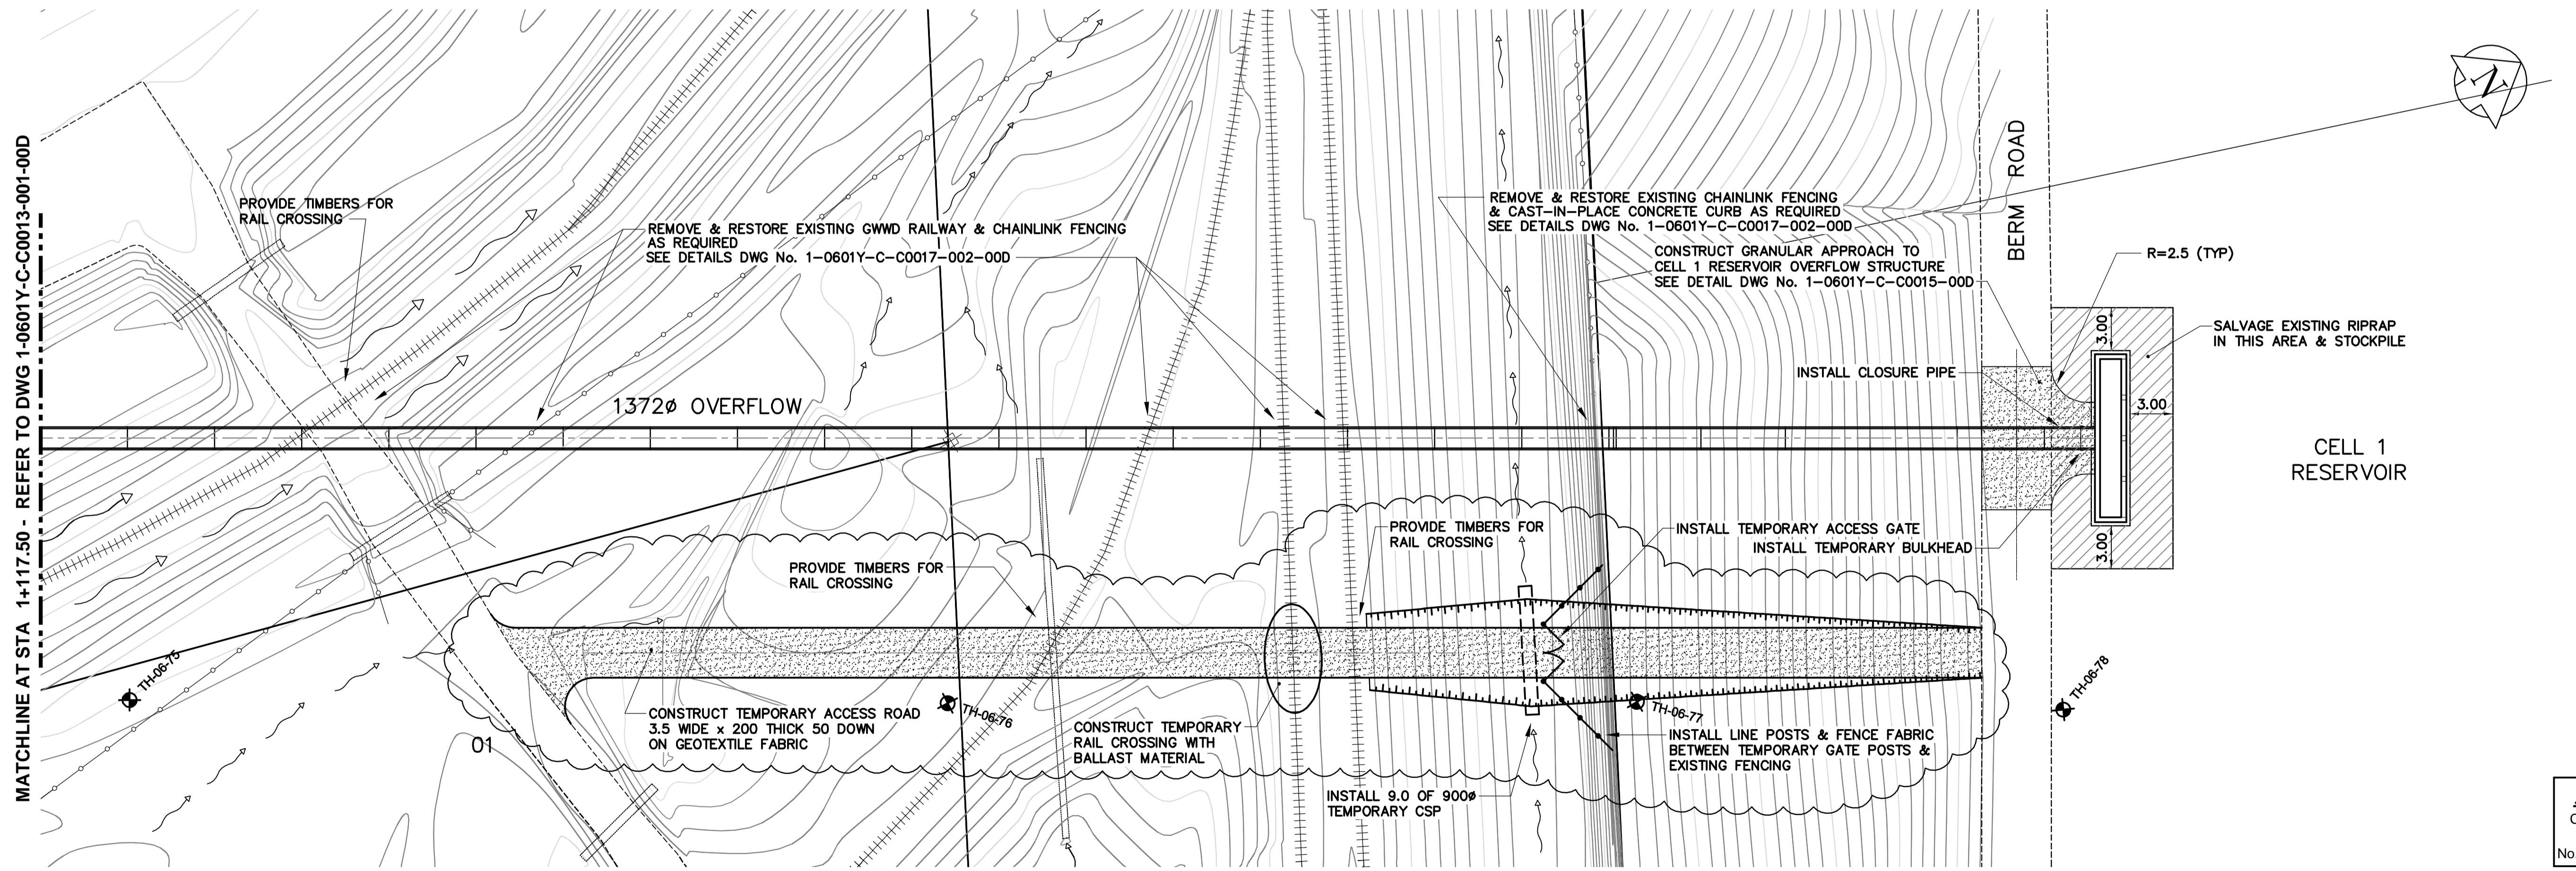 MATCHLINE AT STA 1+117.50 - REFER TO DWG 1-0601Y-C-C0013-001-00D
PROVIDE TIMBERS FOR
RAIL CROSSING
REMOVE & RESTORE EXISTING GWWD RAILWAY & CHAINLINK FENCING
AS REQUIRED
SEE DETAILS DWG No. 1-0601Y-C-C0017-002-00D
REMOVE & RESTORE EXISTING CHAINLINK FENCING
& CAST-IN-PLACE CONCRETE CURB AS REQUIRED
SEE DETAILS DWG No. 1-0601Y-C-C0017-002-00D
CONSTRUCT GRANULAR APPROACH TO
CELL 1 RESERVOIR OVERFLOW STRUCTURE
SEE DETAIL DWG No. 1-0601Y-C-C0015-00D
BERM ROAD
N
R=2.5 (TYP)
3.00
SALVAGE EXISTING RIPRAP
IN THIS AREA & STOCKPILE
INSTALL CLOSURE PIPE
3.00
1372ø OVERFLOW
CELL 1
RESERVOIR
PROVIDE TIMBERS FOR
RAIL CROSSING
INSTALL TEMPORARY ACCESS GATE
INSTALL TEMPORARY BULKHEAD
3.00
PROVIDE TIMBERS FOR
RAIL CROSSING
TH-06-75
TH-06-76
TH-06-77
TH-06-78
01
CONSTRUCT TEMPORARY ACCESS ROAD
3.5 WIDE x 200 THICK 50 DOWN
ON GEOTEXTILE FABRIC
CONSTRUCT TEMPORARY
RAIL CROSSING WITH
BALLAST MATERIAL
INSTALL LINE POSTS & FENCE FABRIC
BETWEEN TEMPORARY GATE POSTS &
EXISTING FENCING
INSTALL 9.0 OF 900ø
TEMPORARY CSP
No.